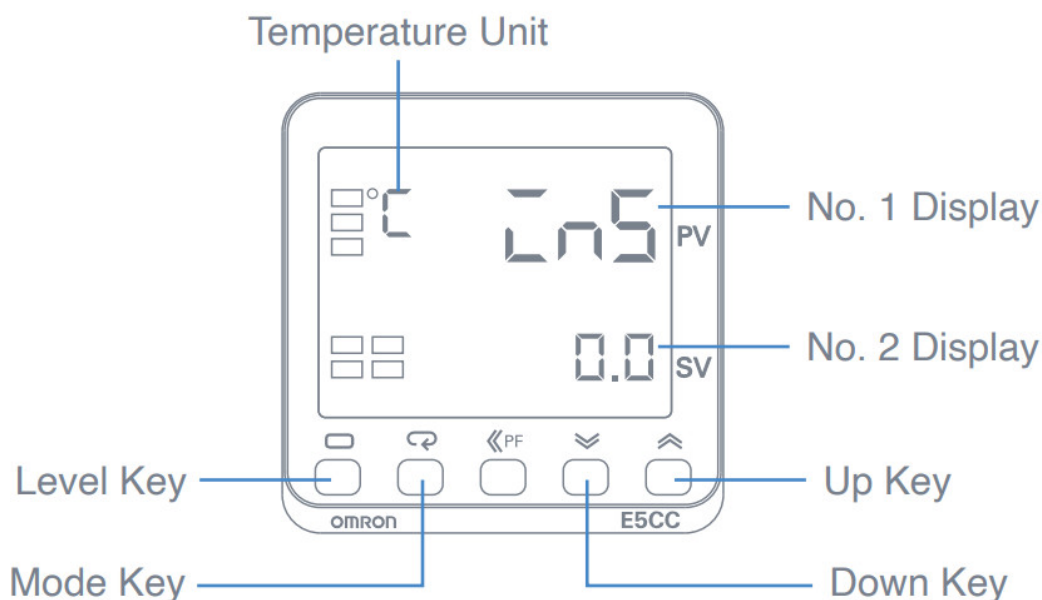 Temperature Unit
°C
InS
PV
No. 1 Display
0.0
SV
No. 2 Display
PF
Level Key
Up Key
omron
E5CC
Mode Key
Down Key